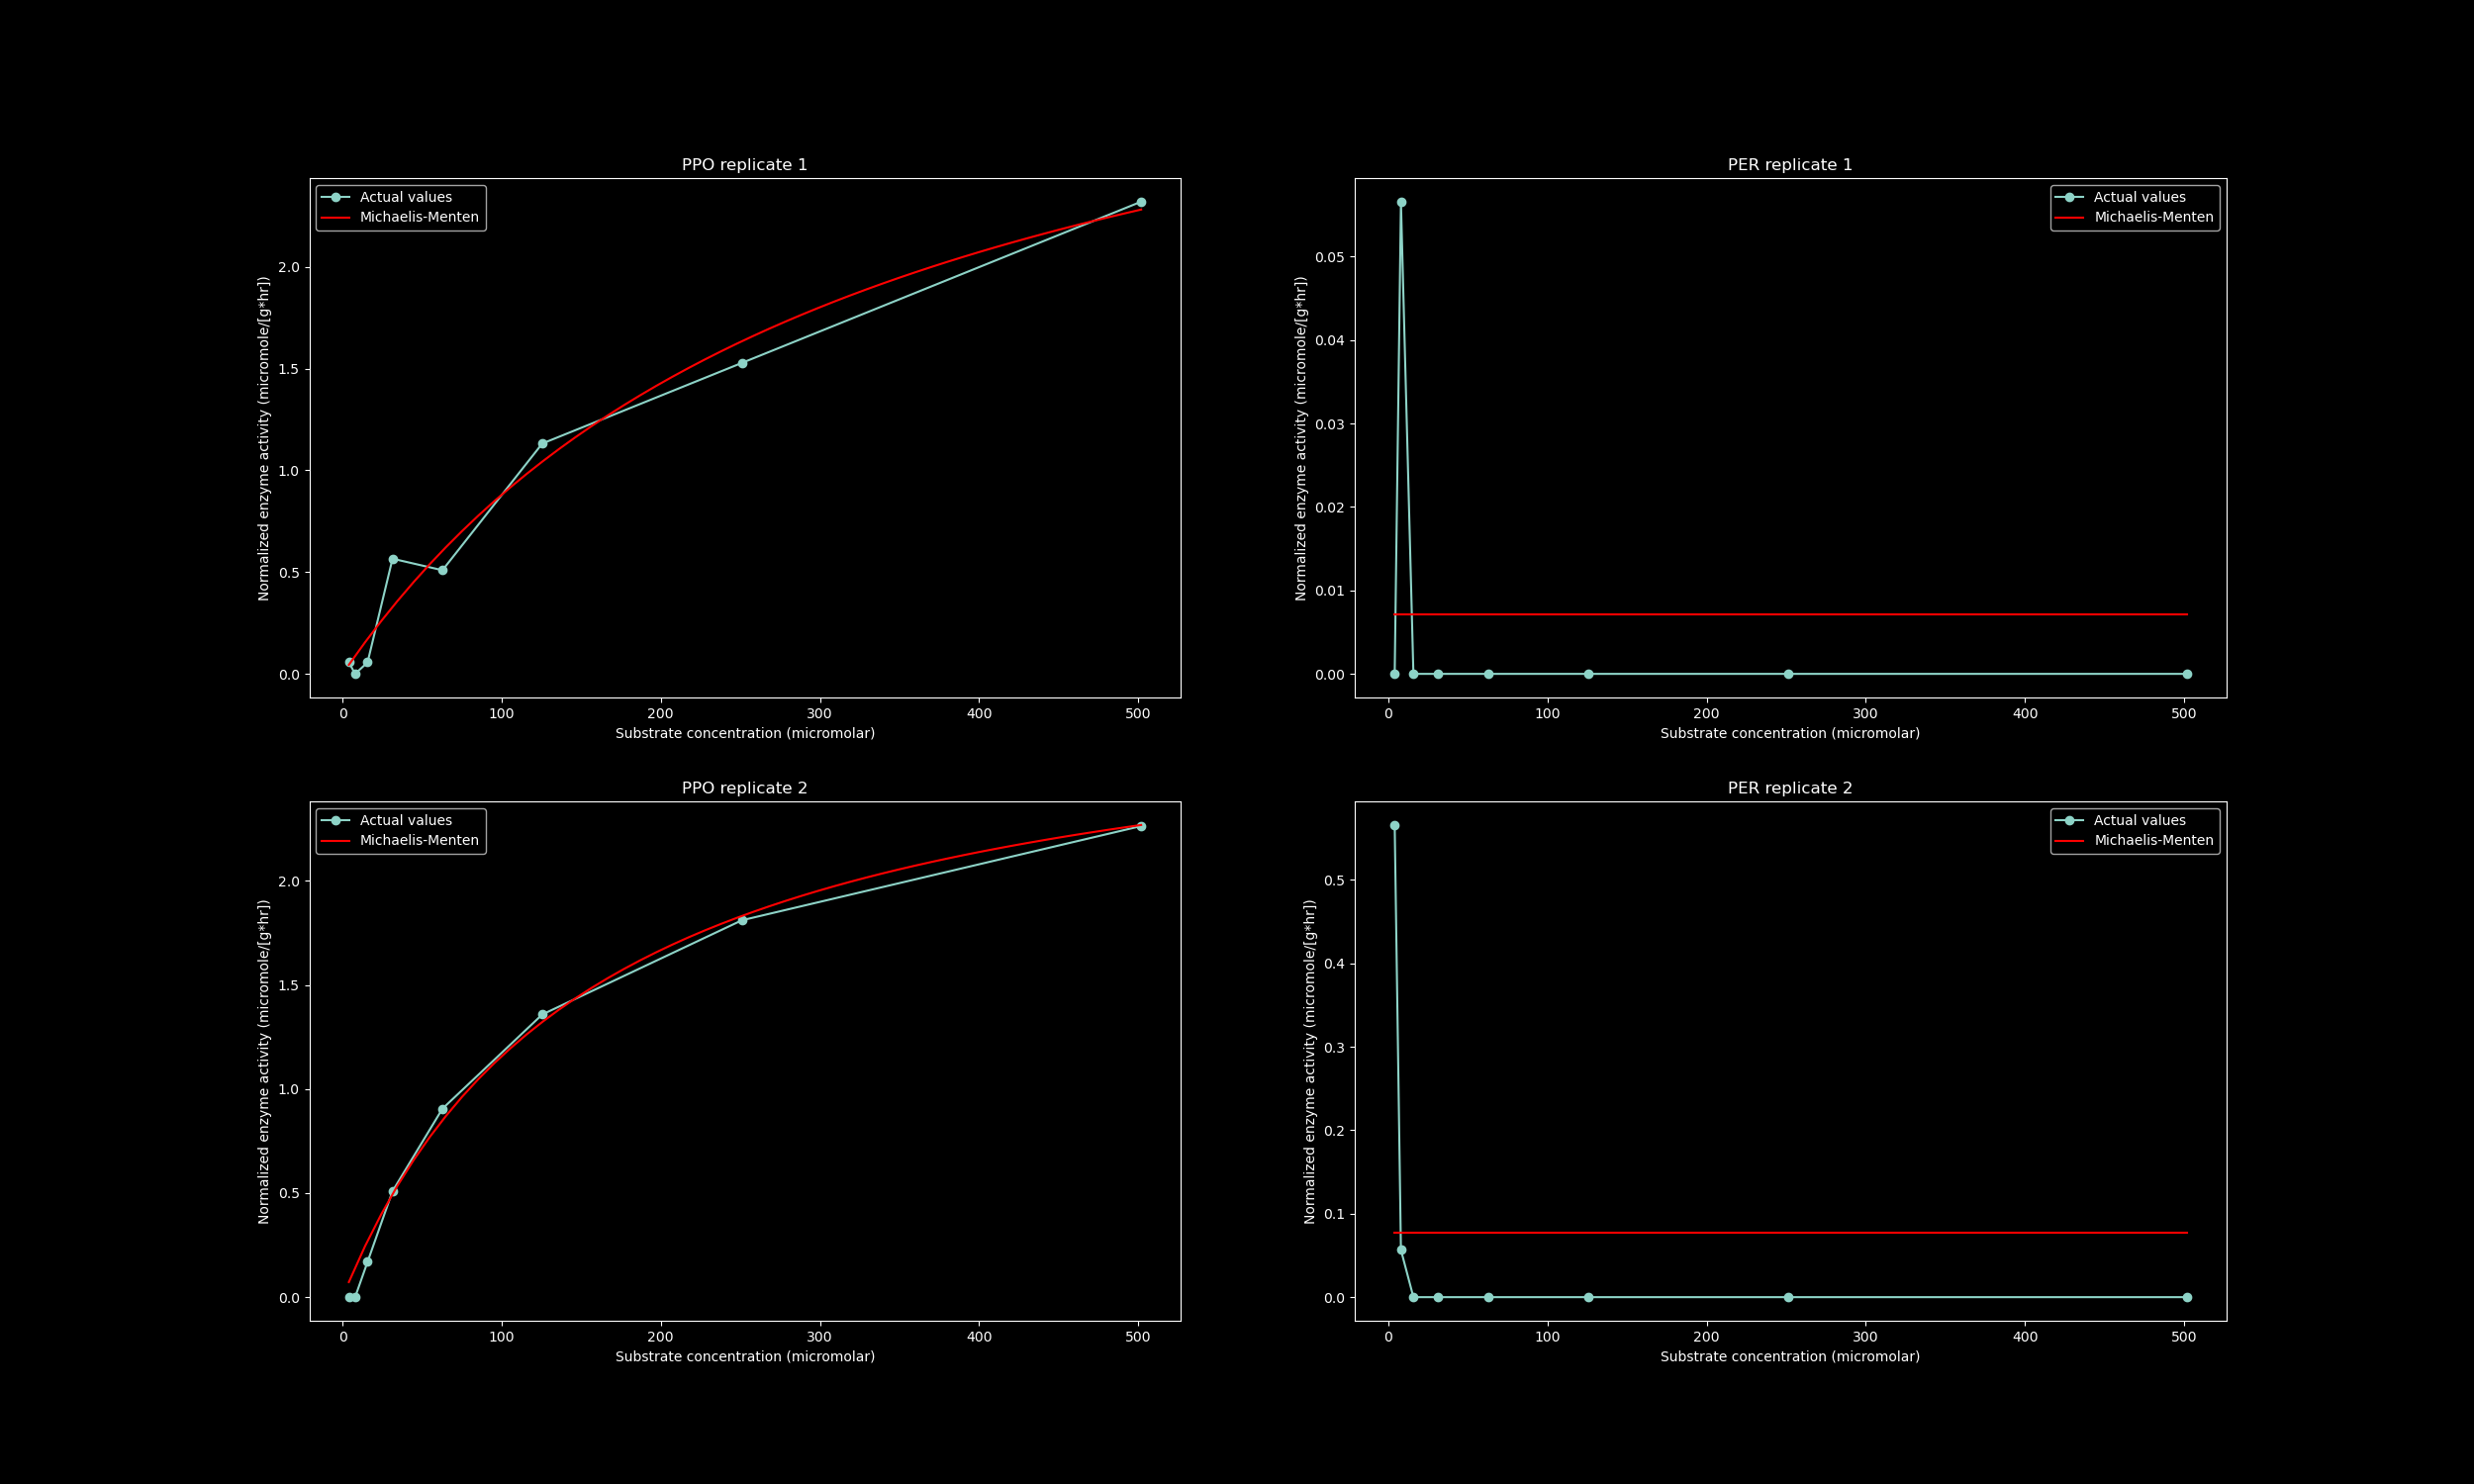 PPO replicate 1
Actual values
Michaelis-Menten
Normalized enzyme activity (micromole/[g*hr])
2.0
1.5
1.0
0.5
0.0
0 100 200 300 400 500
Substrate concentration (micromolar)
PER replicate 1
Actual values
Michaelis-Menten
Normalized enzyme activity (micromole/[g*hr])
0.05
0.04
0.03
0.02
0.01
0.00
0 100 200 300 400 500
Substrate concentration (micromolar)
PPO replicate 2
Actual values
Michaelis-Menten
Normalized enzyme activity (micromole/[g*hr])
2.0
1.5
1.0
0.5
0.0
0 100 200 300 400 500
Substrate concentration (micromolar)
PER replicate 2
Actual values
Michaelis-Menten
Normalized enzyme activity (micromole/[g*hr])
0.5
0.4
0.3
0.2
0.1
0.0
0 100 200 300 400 500
Substrate concentration (micromolar)